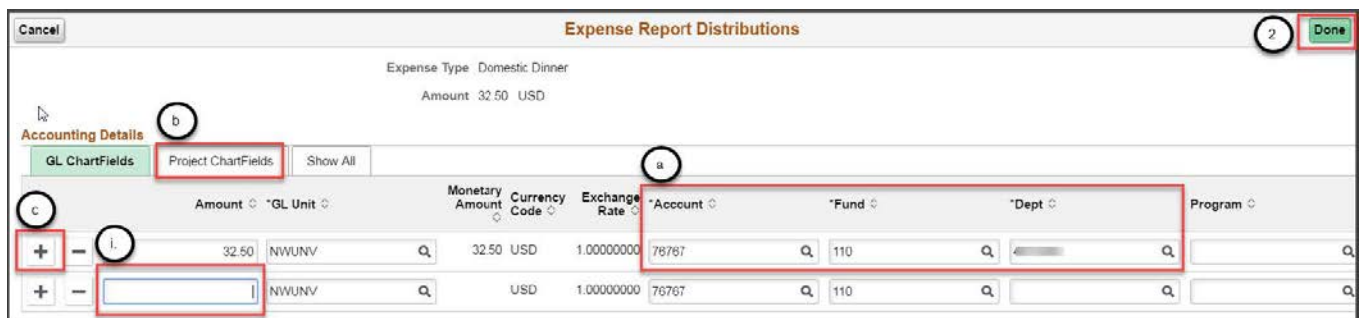 Cancel Expense Report Distributions 2 Done
Expense Type Domestic Dinner
Amount 32.50 USD
b
Accounting Details
GL ChartFields Project ChartFields Show All
a
c Amount *GL Unit Monetary Amount Currency Code Exchange Rate *Account *Fund *Dept Program
i.
+ − 32.50 NWUNV 32.50 USD 1.00000000 76767 110
+ − NWUNV USD 1.00000000 76767 110